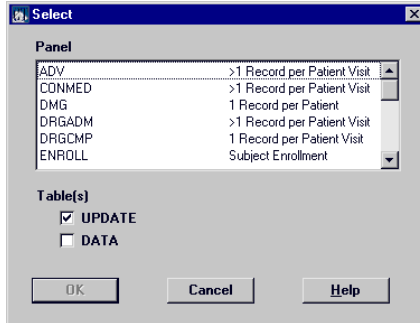 Select
Panel
ADV >1 Record per Patient Visit
CONMED >1 Record per Patient Visit
DMG 1 Record per Patient
DRGADM >1 Record per Patient Visit
DRGCMP 1 Record per Patient Visit
ENROLL Subject Enrollment
Table(s)
UPDATE
DATA
OK Cancel Help